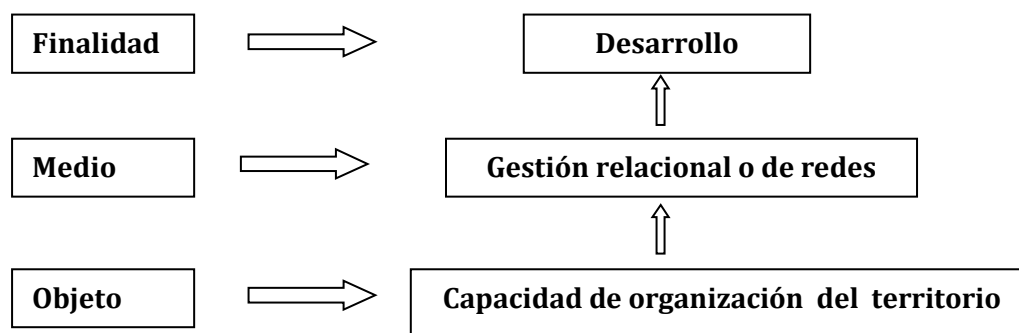 Finalidad
Desarrollo
Medio
Gestión relacional o de redes
Objeto
Capacidad de organización del territorio